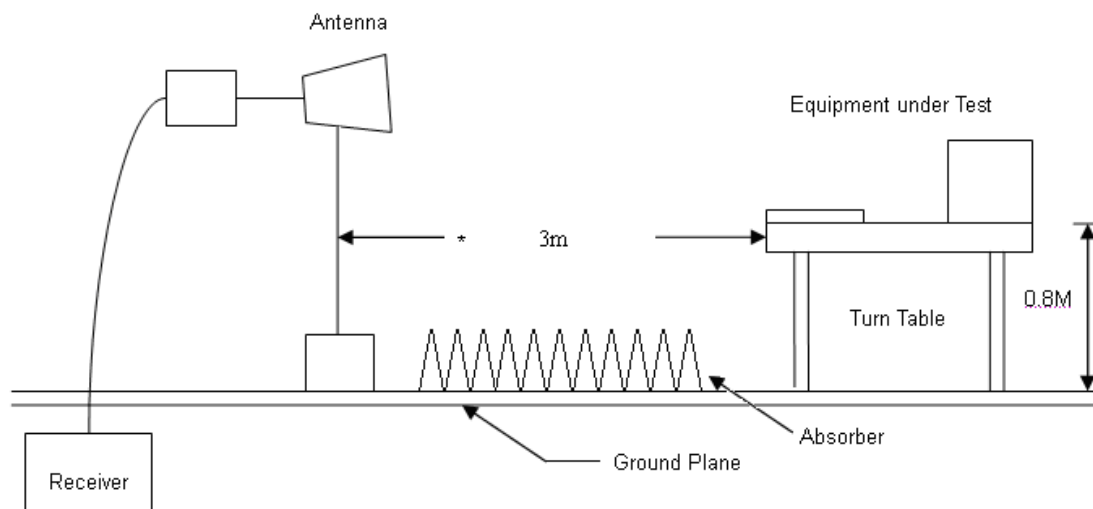 Antenna
Equipment under Test
* 3m
0.8M
Turn Table
Absorber
Ground Plane
Receiver